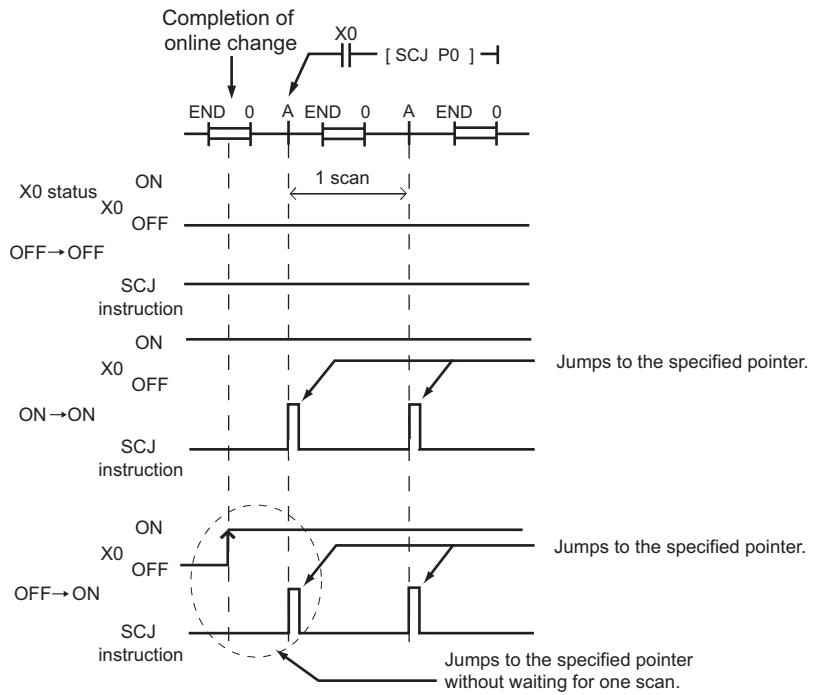 Completion of
online change
X0
[ SCJ P0 ]
END 0 A END 0 A END 0
1 scan
X0 status
ON
X0
OFF
OFF→OFF
SCJ
instruction
ON
X0
OFF
Jumps to the specified pointer.
ON→ON
SCJ
instruction
ON
X0
OFF
Jumps to the specified pointer.
OFF→ON
SCJ
instruction
Jumps to the specified pointer
without waiting for one scan.